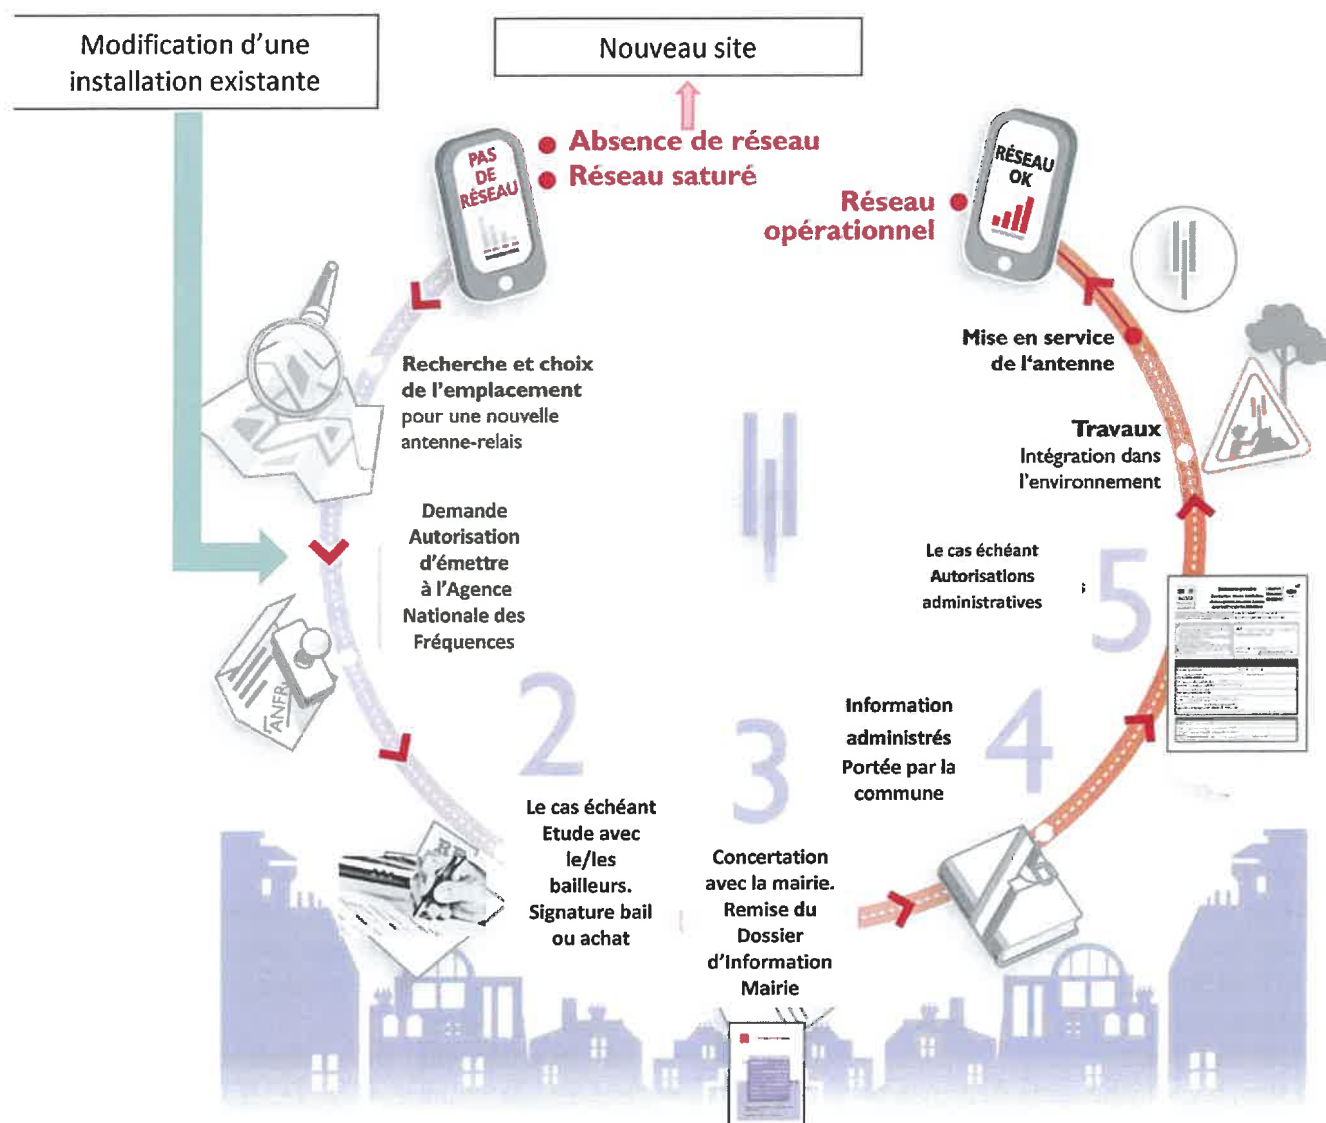 Modification d'une
installation existante
Nouveau site
PAS
DE
RÉSEAU
Absence de réseau
Réseau saturé
RÉSEAU
OK
Réseau
opérationnel
Recherche et choix
de l'emplacement
pour une nouvelle
antenne-relais
Demande
Autorisation
d'émettre
à l'Agence
Nationale des
Fréquences
ANFR
2
Le cas échéant
Etude avec
le/les
bailleurs.
Signature bail
ou achat
3
Concertation
avec la mairie.
Remise du
Dossier
d'Information
Mairie
4
Information
administrés
Portée par la
commune
5
Le cas échéant
Autorisations
administratives
Travaux
Intégration dans
l'environnement
Mise en service
de l'antenne